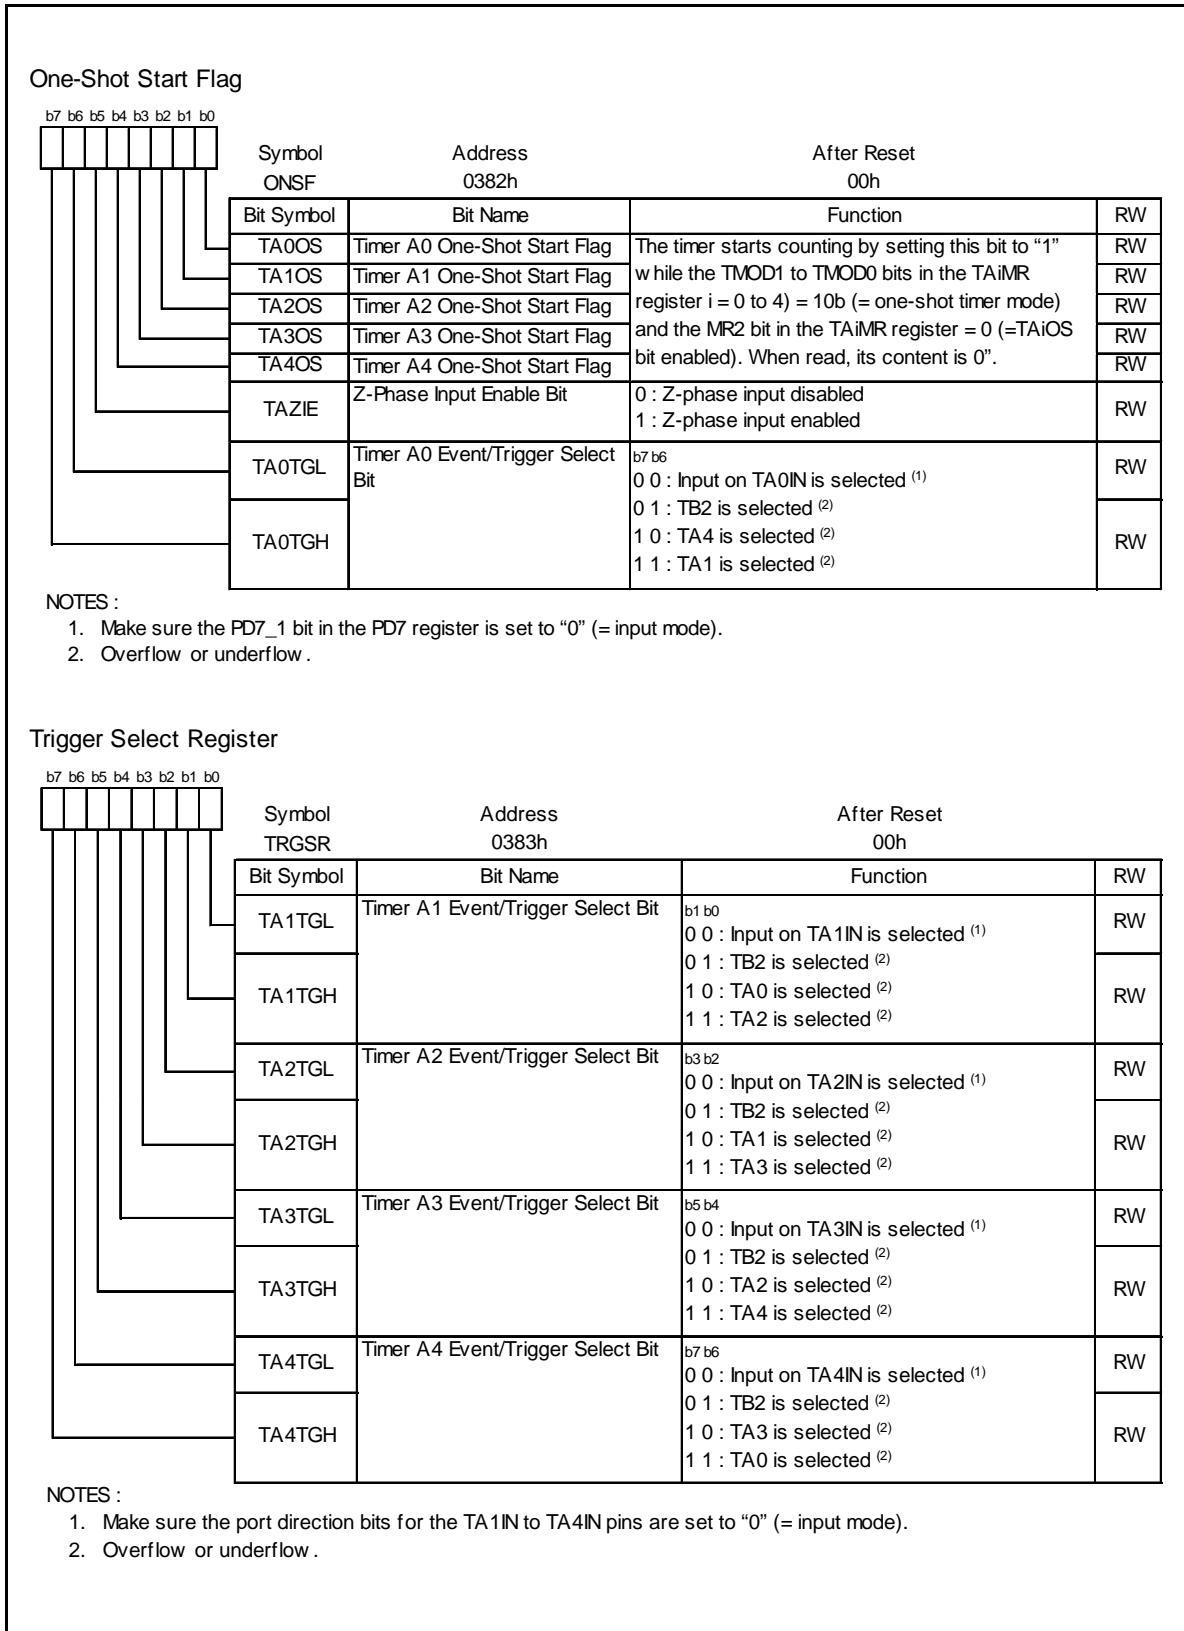 One-Shot Start Flag
b7 b6 b5 b4 b3 b2 b1 b0
Symbol Address After Reset
ONSF 0382h 00h
Bit Symbol Bit Name Function RW
TA0OS Timer A0 One-Shot Start Flag The timer starts counting by setting this bit to “1” RW
TA1OS Timer A1 One-Shot Start Flag while the TMOD1 to TMOD0 bits in the TAiMR RW
TA2OS Timer A2 One-Shot Start Flag register i = 0 to 4) = 10b (= one-shot timer mode) RW
TA3OS Timer A3 One-Shot Start Flag and the MR2 bit in the TAiMR register = 0 (=TAiOS RW
TA4OS Timer A4 One-Shot Start Flag bit enabled). When read, its content is 0”. RW
TAZIE Z-Phase Input Enable Bit 0 : Z-phase input disabled RW
1 : Z-phase input enabled
TA0TGL Timer A0 Event/Trigger Select b7 b6 RW
Bit 0 0 : Input on TA0IN is selected (1)
0 1 : TB2 is selected (2)
TA0TGH 1 0 : TA4 is selected (2) RW
1 1 : TA1 is selected (2)
NOTES :
1. Make sure the PD7_1 bit in the PD7 register is set to “0” (= input mode).
2. Overflow or underflow.
Trigger Select Register
b7 b6 b5 b4 b3 b2 b1 b0
Symbol Address After Reset
TRGSR 0383h 00h
Bit Symbol Bit Name Function RW
TA1TGL Timer A1 Event/Trigger Select Bit b1 b0 RW
0 0 : Input on TA1IN is selected (1)
0 1 : TB2 is selected (2)
TA1TGH 1 0 : TA0 is selected (2) RW
1 1 : TA2 is selected (2)
TA2TGL Timer A2 Event/Trigger Select Bit b3 b2 RW
0 0 : Input on TA2IN is selected (1)
0 1 : TB2 is selected (2)
TA2TGH 1 0 : TA1 is selected (2) RW
1 1 : TA3 is selected (2)
TA3TGL Timer A3 Event/Trigger Select Bit b5 b4 RW
0 0 : Input on TA3IN is selected (1)
0 1 : TB2 is selected (2)
TA3TGH 1 0 : TA2 is selected (2) RW
1 1 : TA4 is selected (2)
TA4TGL Timer A4 Event/Trigger Select Bit b7 b6 RW
0 0 : Input on TA4IN is selected (1)
0 1 : TB2 is selected (2)
TA4TGH 1 0 : TA3 is selected (2) RW
1 1 : TA0 is selected (2)
NOTES :
1. Make sure the port direction bits for the TA1IN to TA4IN pins are set to “0” (= input mode).
2. Overflow or underflow.